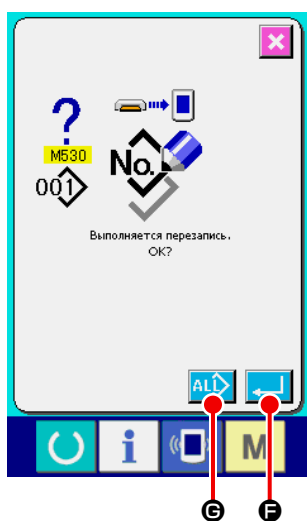 M530
001
No.
Выполняется перезапись.
OK?
ALL
i
M
G F